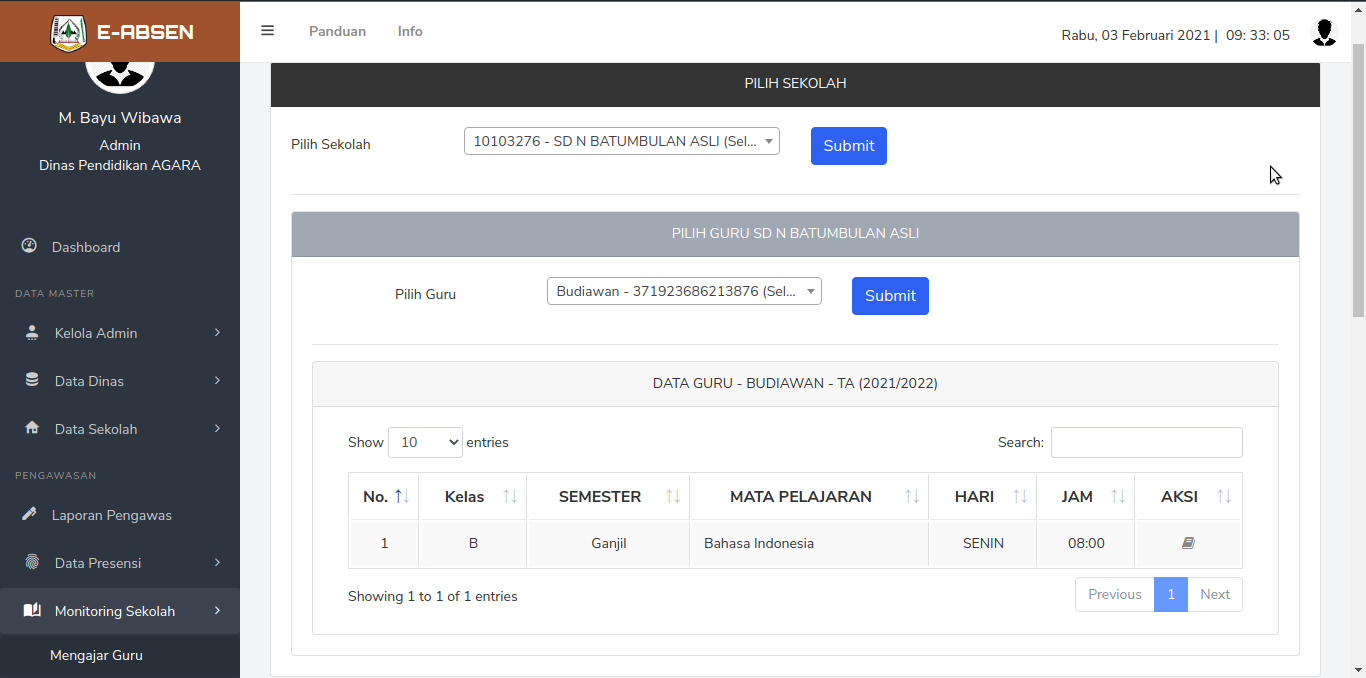 E-ABSEN
Panduan
Info
Rabu, 03 Februari 2021 | 09: 33: 05
M. Bayu Wibawa
Admin
Dinas Pendidikan AGARA
Dashboard
DATA MASTER
Kelola Admin
Data Dinas
Data Sekolah
PENGAWASAN
Laporan Pengawas
Data Presensi
Monitoring Sekolah
Mengajar Guru
PILIH SEKOLAH
Pilih Sekolah
10103276 - SD N BATUMBULAN ASLI (Sel...
Submit
PILIH GURU SD N BATUMBULAN ASLI
Pilih Guru
Budiawan - 371923686213876 (Sel...
Submit
DATA GURU - BUDIAWAN - TA (2021/2022)
Show 10 entries
Search:
No. Kelas SEMESTER MATA PELAJARAN HARI JAM AKSI
1 B Ganjil Bahasa Indonesia SENIN 08:00
Showing 1 to 1 of 1 entries
Previous 1 Next